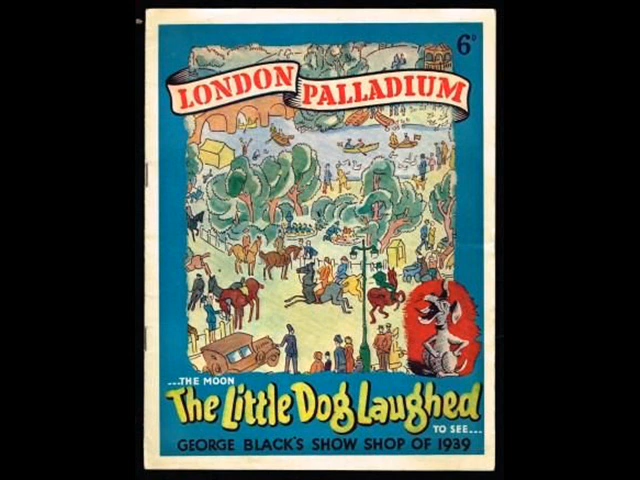 6D
LONDON PALLADIUM
...THE MOON
The Little Dog Laughed
TO SEE...
GEORGE BLACK'S SHOW SHOP OF 1939